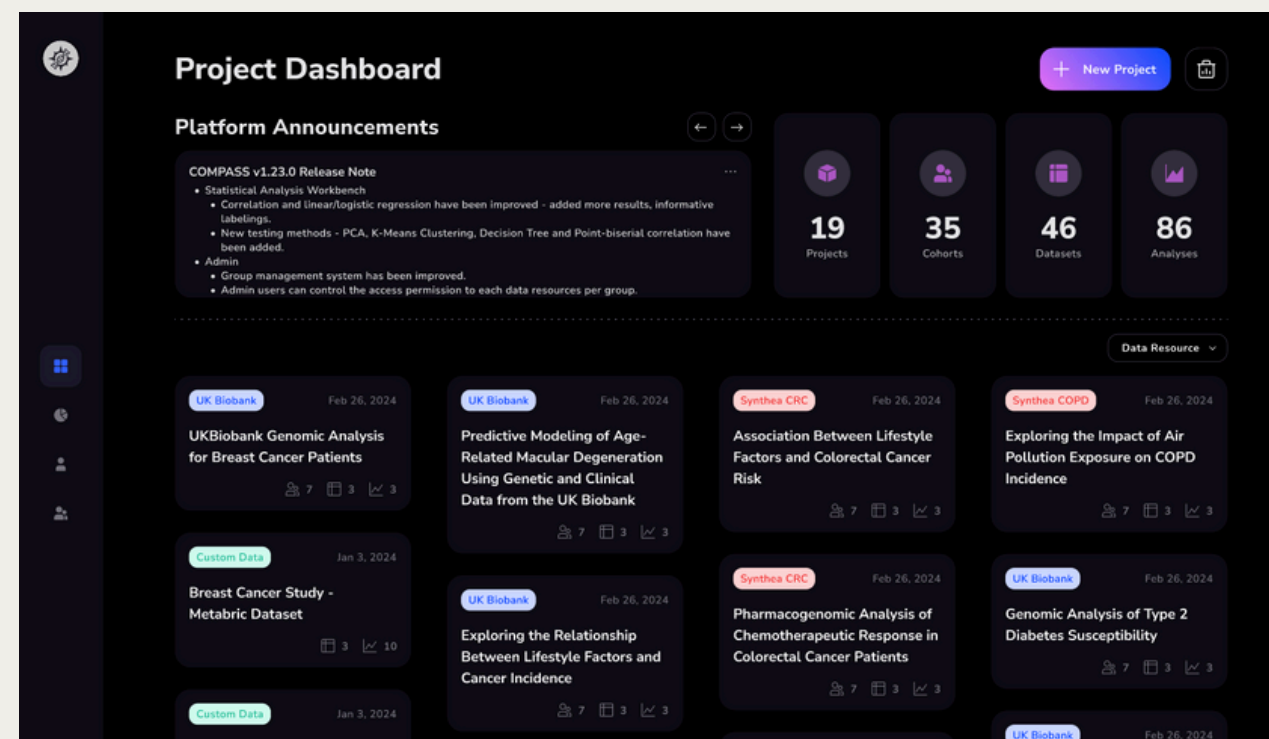 Project Dashboard
New Project
Platform Announcements
COMPASS v1.23.0 Release Note
Statistical Analysis Workbench
Correlation and linear/logistic regression have been improved - added more results, informative
labelings.
New testing methods - PCA, K-Means Clustering, Decision Tree and Point-biserial correlation have
been added.
Admin
Group management system has been improved.
Admin users can control the access permission to each data resources per group.
19
Projects
35
Cohorts
46
Datasets
86
Analyses
Data Resource
UK Biobank Feb 26, 2024
UKBiobank Genomic Analysis
for Breast Cancer Patients
7 3 3
Custom Data Jan 3, 2024
Breast Cancer Study -
Metabric Dataset
3 10
Custom Data Jan 3, 2024
UK Biobank Feb 26, 2024
Predictive Modeling of Age-
Related Macular Degeneration
Using Genetic and Clinical
Data from the UK Biobank
7 3 3
UK Biobank Feb 26, 2024
Exploring the Relationship
Between Lifestyle Factors and
Cancer Incidence
7 3 3
Synthea CRC Feb 26, 2024
Association Between Lifestyle
Factors and Colorectal Cancer
Risk
7 3 3
Synthea CRC Feb 26, 2024
Pharmacogenomic Analysis of
Chemotherapeutic Response in
Colorectal Cancer Patients
7 3 3
Synthea COPD Feb 26, 2024
Exploring the Impact of Air
Pollution Exposure on COPD
Incidence
7 3 3
UK Biobank Feb 26, 2024
Genomic Analysis of Type 2
Diabetes Susceptibility
7 3 3
UK Biobank Feb 26, 2024